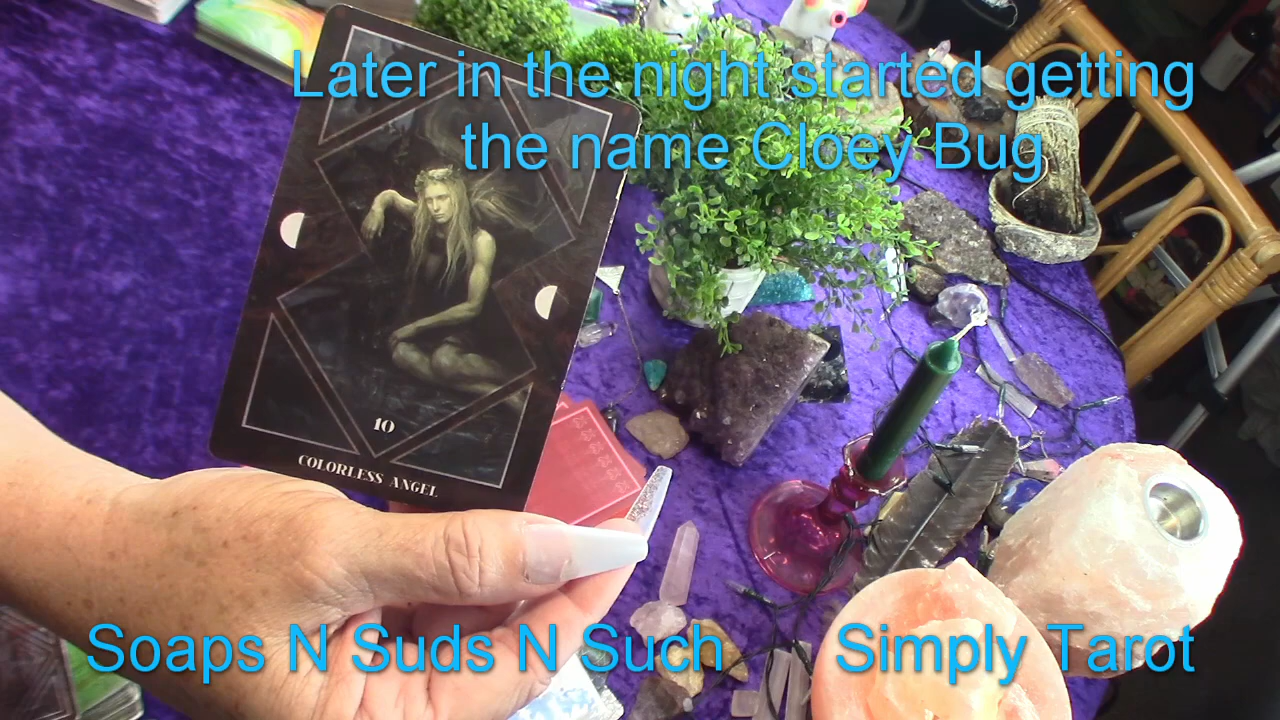 Later in the night started getting
the name Cloey Bug
10
COLORLESS ANGEL
Soaps N Suds N Such
Simply Tarot